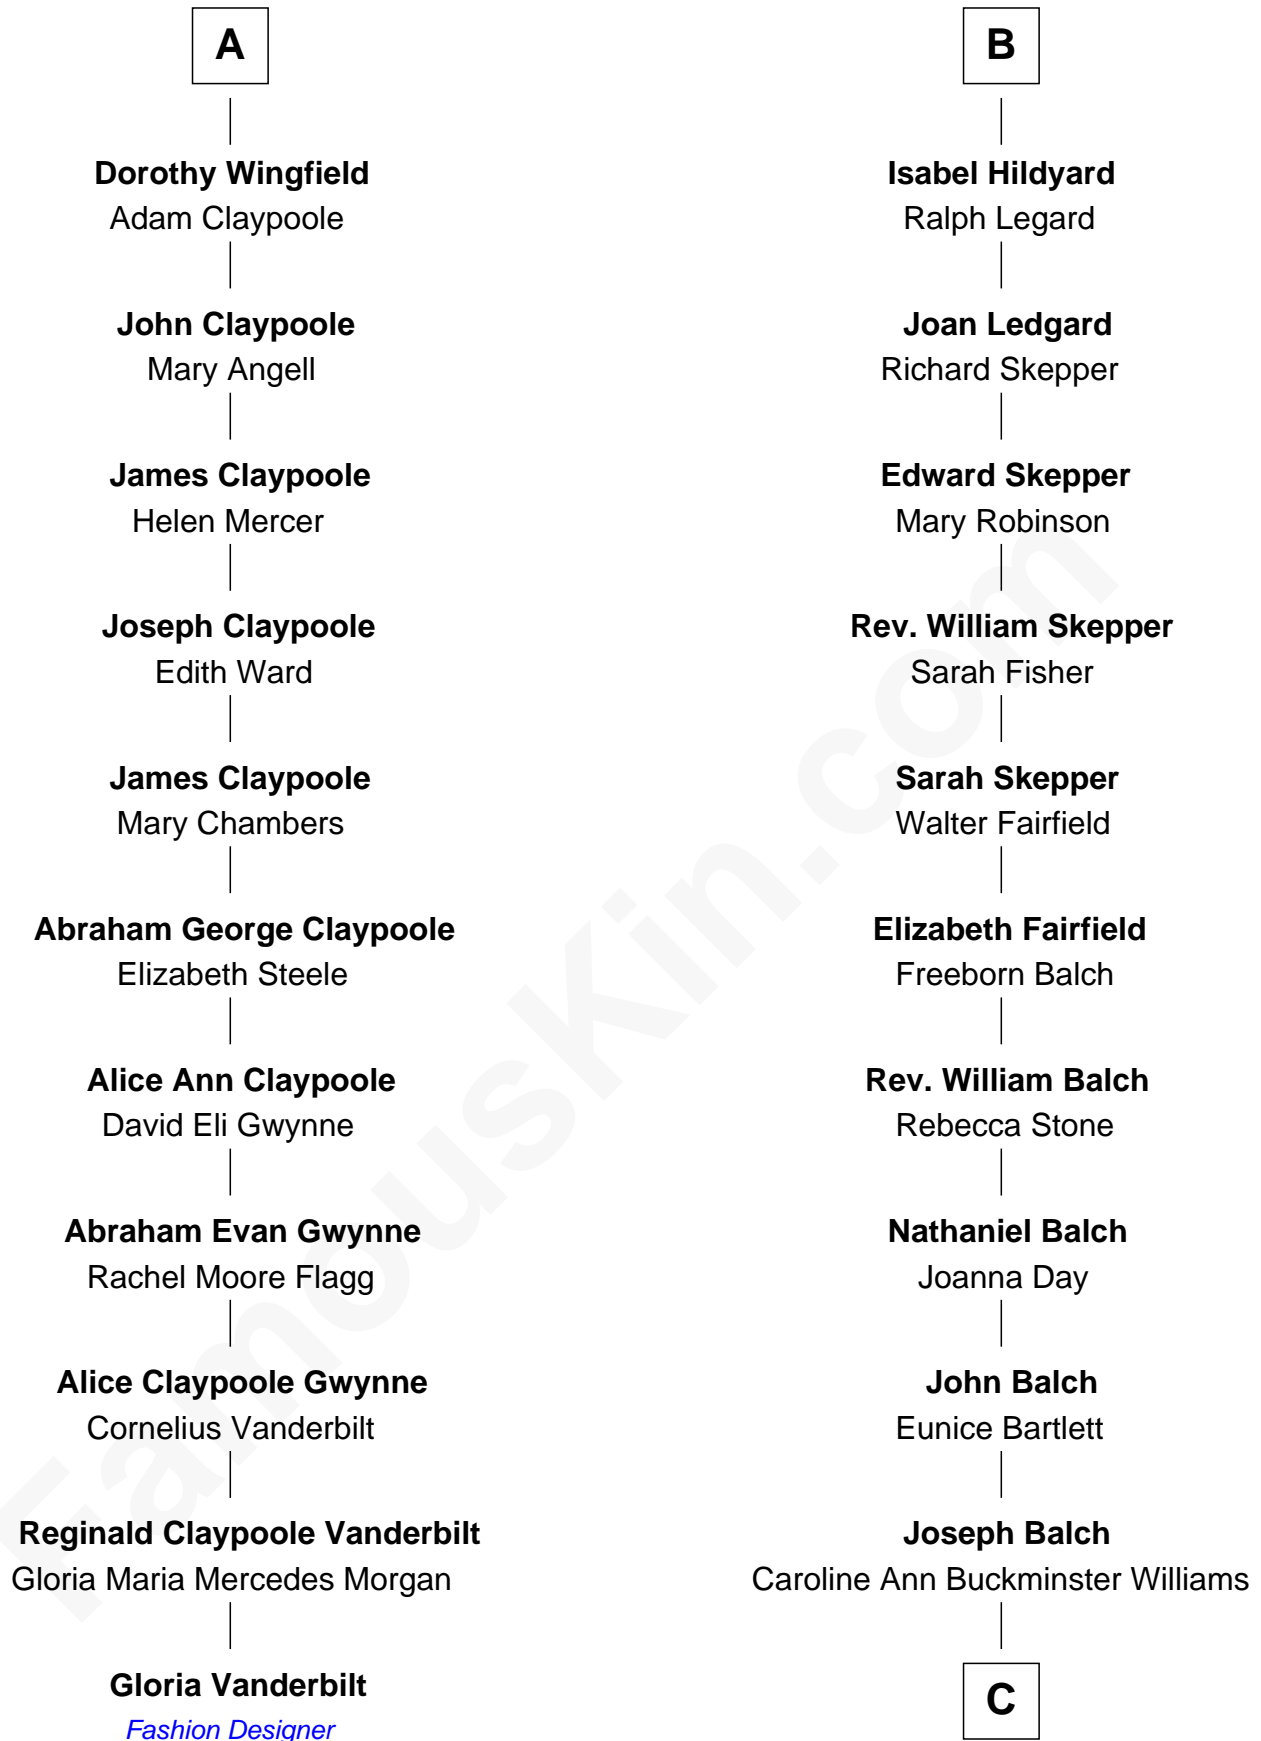 A
Dorothy Wingfield
Adam Claypoole
John Claypoole
Mary Angell
James Claypoole
Helen Mercer
Joseph Claypoole
Edith Ward
James Claypoole
Mary Chambers
Abraham George Claypoole
Elizabeth Steele
Alice Ann Claypoole
David Eli Gwynne
Abraham Evan Gwynne
Rachel Moore Flagg
Alice Claypoole Gwynne
Cornelius Vanderbilt
Reginald Claypoole Vanderbilt
Gloria Maria Mercedes Morgan
Gloria Vanderbilt
Fashion Designer
B
Isabel Hildyard
Ralph Legard
Joan Ledgard
Richard Skepper
Edward Skepper
Mary Robinson
Rev. William Skepper
Sarah Fisher
Sarah Skepper
Walter Fairfield
Elizabeth Fairfield
Freeborn Balch
Rev. William Balch
Rebecca Stone
Nathaniel Balch
Joanna Day
John Balch
Eunice Bartlett
Joseph Balch
Caroline Ann Buckminster Williams
C
FamousKin.com